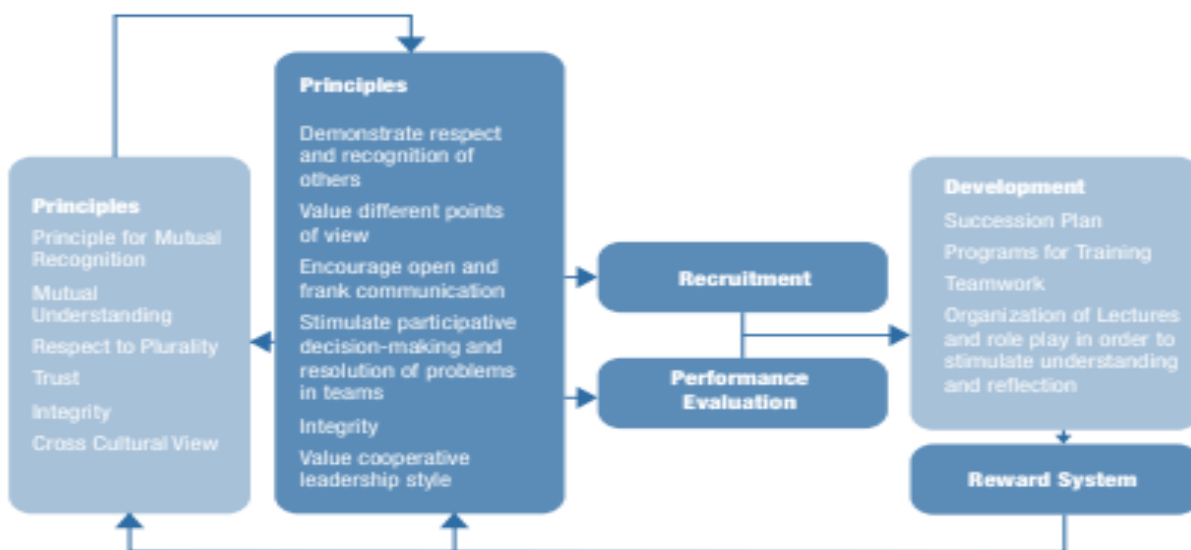 Principles
Principle for Mutual
Recognition
Mutual
Understanding
Respect to Plurality
Trust
Integrity
Cross Cultural View
Principles
Demonstrate respect
and recognition of
others
Value different points
of view
Encourage open and
frank communication
Stimulate participative
decision-making and
resolution of problems
in teams
Integrity
Value cooperative
leadership style
Recruitment
Performance
Evaluation
Development
Succession Plan
Programs for Training
Teamwork
Organization of Lectures
and role play in order to
stimulate understanding
and reflection
Reward System